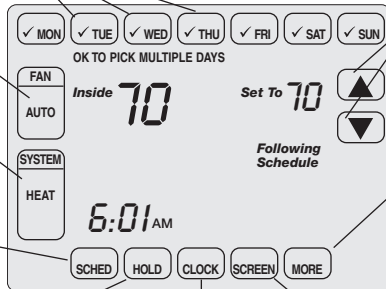 ✓ MON ✓ TUE ✓ WED ✓ THU ✓ FRI ✓ SAT ✓ SUN
OK TO PICK MULTIPLE DAYS
FAN
AUTO
Inside 70
Set To 70
Following
Schedule
SYSTEM
HEAT
6:01 AM
SCHED HOLD CLOCK SCREEN MORE